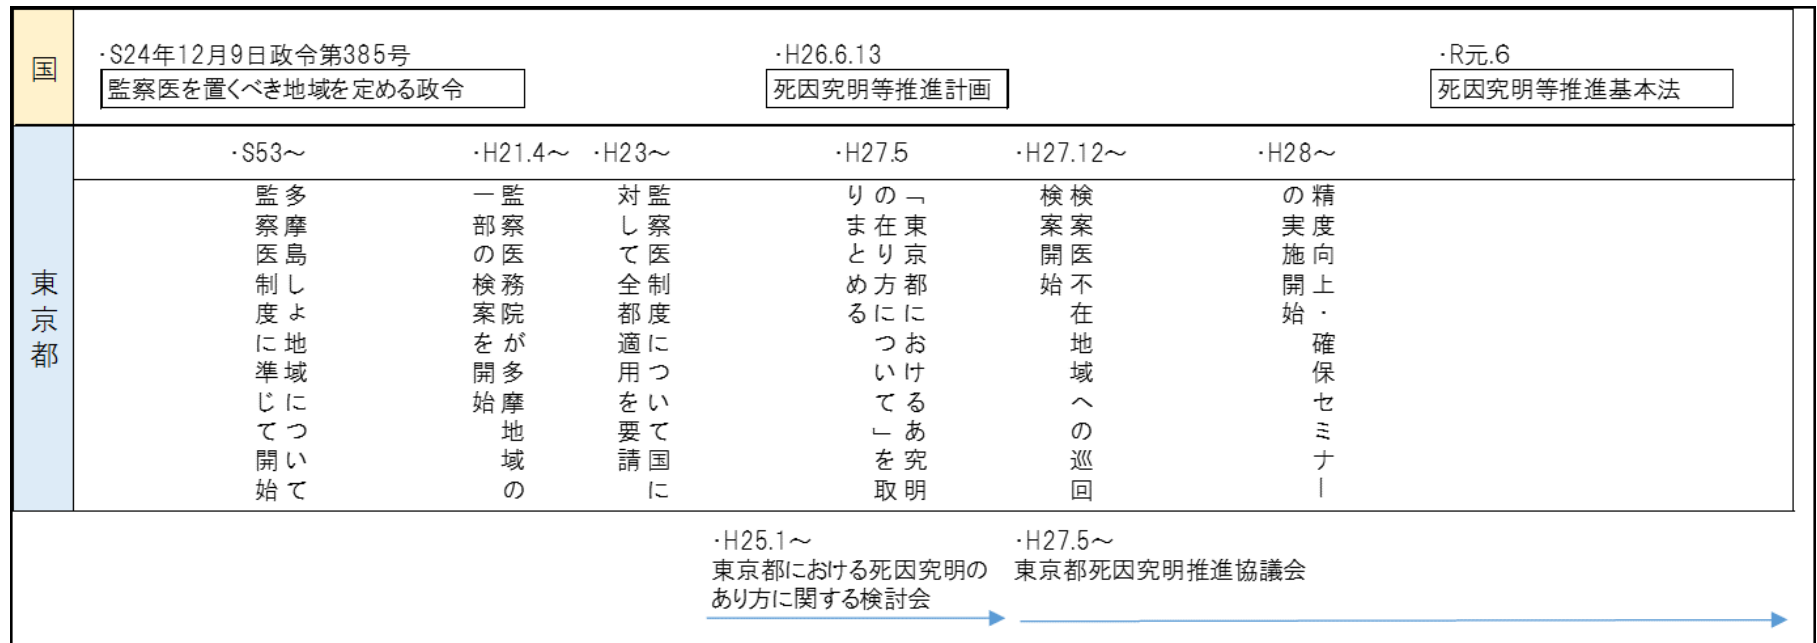 国
・S24年12月9日政令第385号
監察医を置くべき地域を定める政令
・H26.6.13
死因究明等推進計画
・R元.6
死因究明等推進基本法
東京都
・S53～
多摩島しょ地域について
監察医制度に準じて開始
・H21.4～
監察医務院が多摩地域の
一部の検案を開始
・H23～
監察医制度について国に
対して全都適用を要請
・H27.5
「東京都におけるあ究明
の在り方について」を取
りまとめる
・H27.12～
検案医不在地域への巡回
検案開始
・H28～
精度向上・確保セミナー
の実施開始
・H25.1～
東京都における死因究明の
あり方に関する検討会
・H27.5～
東京都死因究明推進協議会